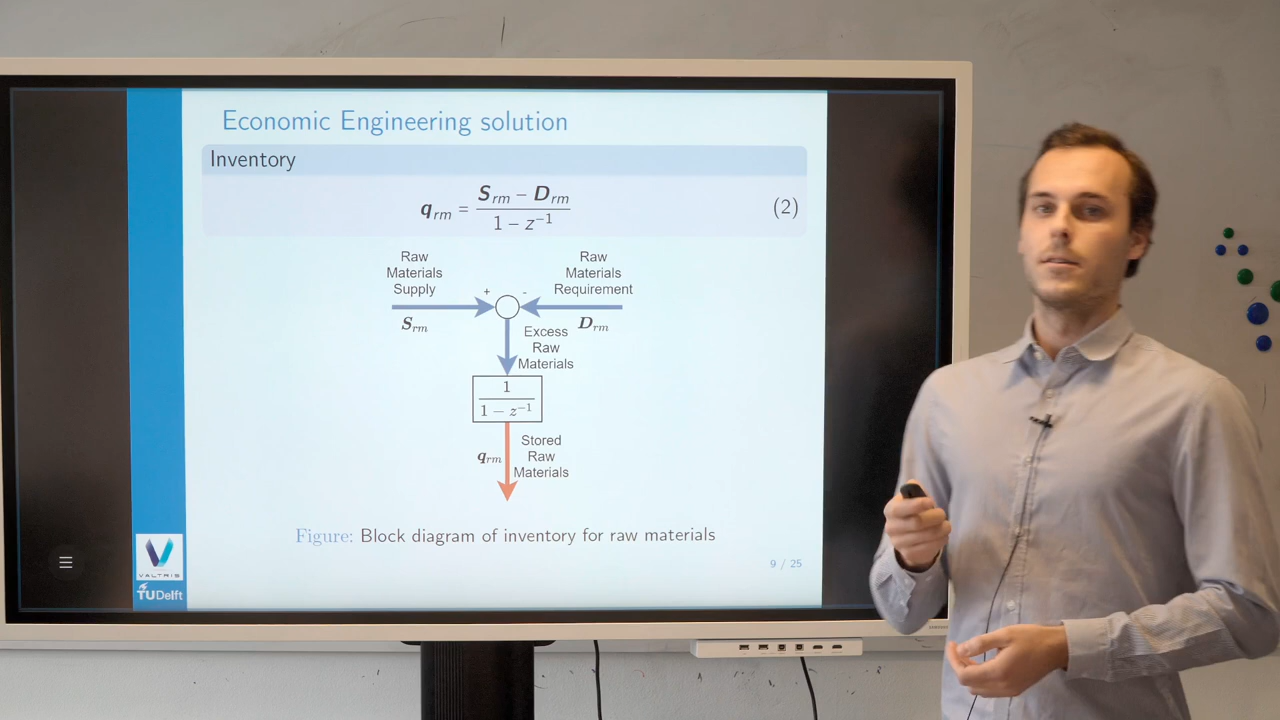 Economic Engineering solution
Inventory
q_rm = (S_rm − D_rm) / (1 − z⁻¹) (2)
Raw
Materials
Supply
+
-
Raw
Materials
Requirement
S_rm
D_rm
Excess
Raw
Materials
1 / (1 − z⁻¹)
q_rm
Stored
Raw
Materials
Figure: Block diagram of inventory for raw materials
9 / 25
VALTRIS
TUDelft